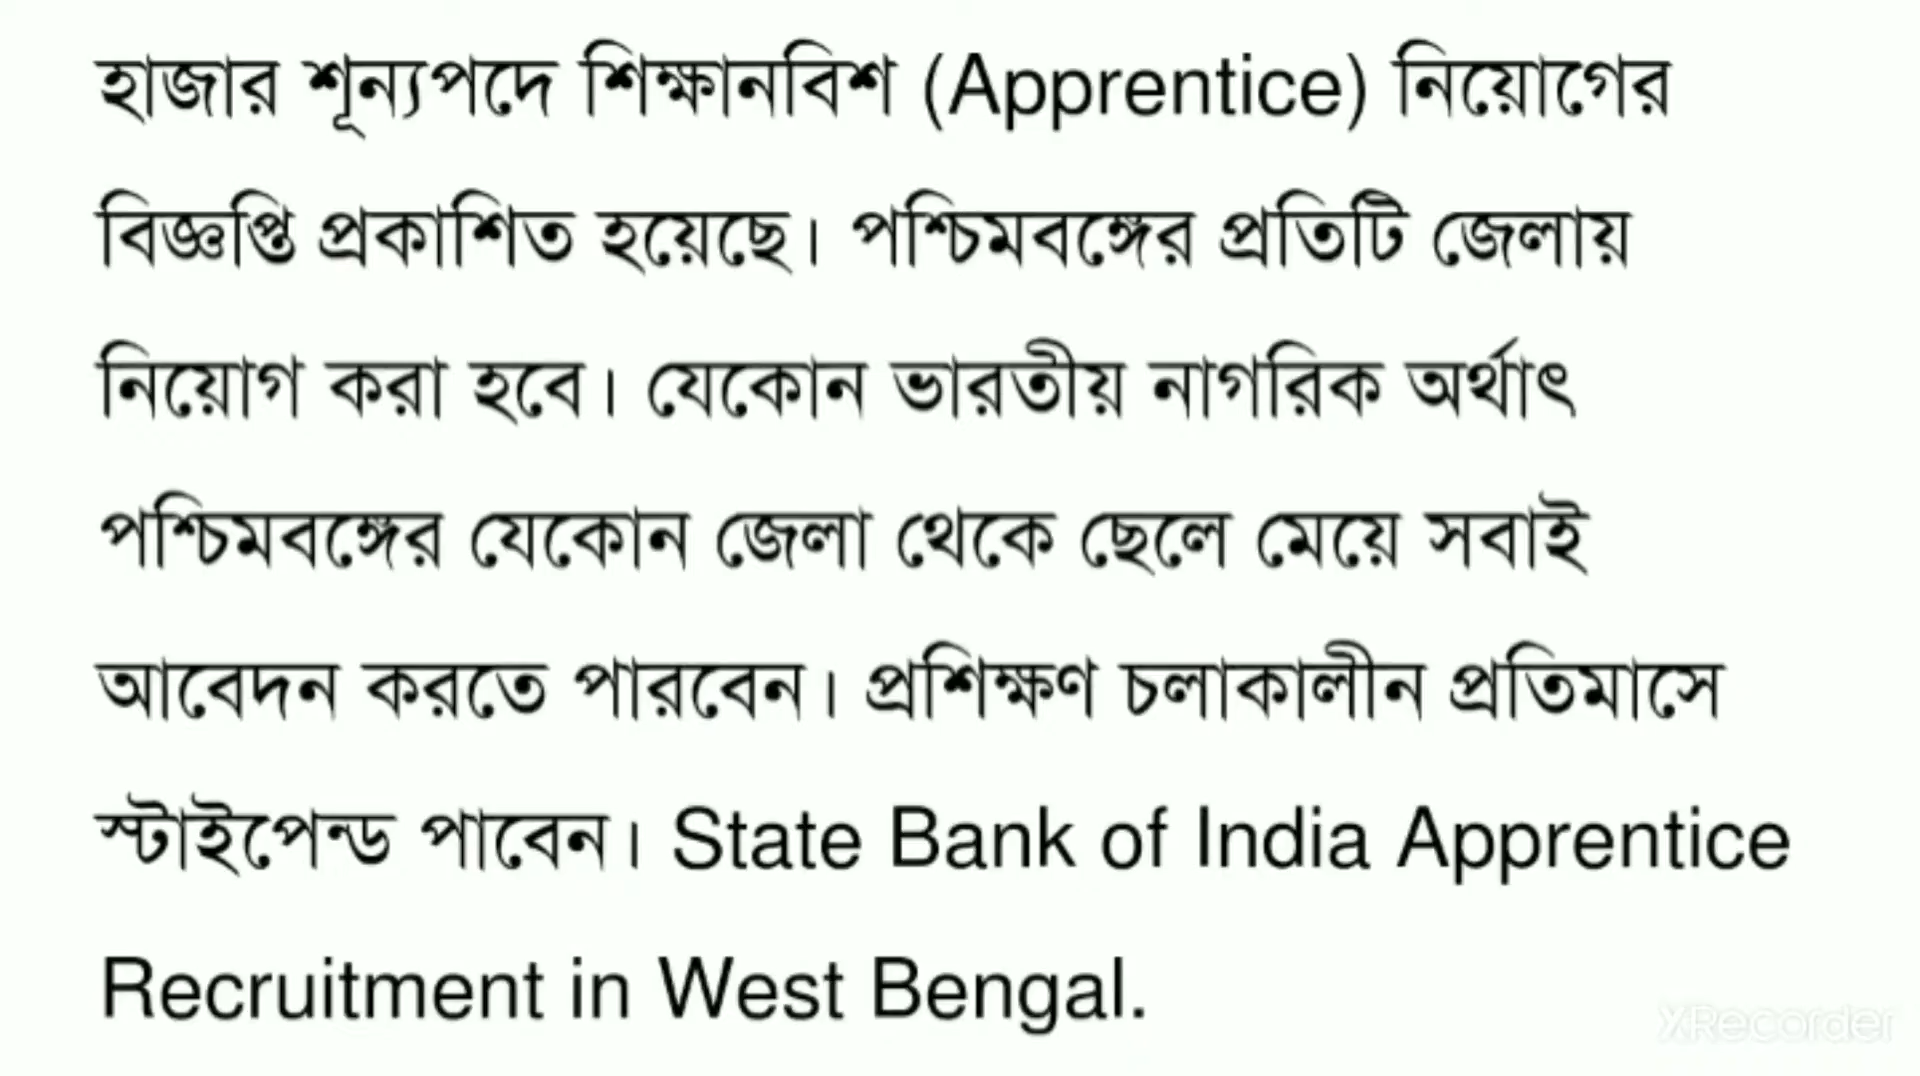 হাজার শূন্যপদে শিক্ষানবিশ (Apprentice) নিয়োগের
বিজ্ঞপ্তি প্রকাশিত হয়েছে। পশ্চিমবঙ্গের প্রতিটি জেলায়
নিয়োগ করা হবে। যেকোন ভারতীয় নাগরিক অর্থাৎ
পশ্চিমবঙ্গের যেকোন জেলা থেকে ছেলে মেয়ে সবাই
আবেদন করতে পারবেন। প্রশিক্ষণ চলাকালীন প্রতিমাসে
স্টাইপেন্ড পাবেন। State Bank of India Apprentice
Recruitment in West Bengal.
XRecorder